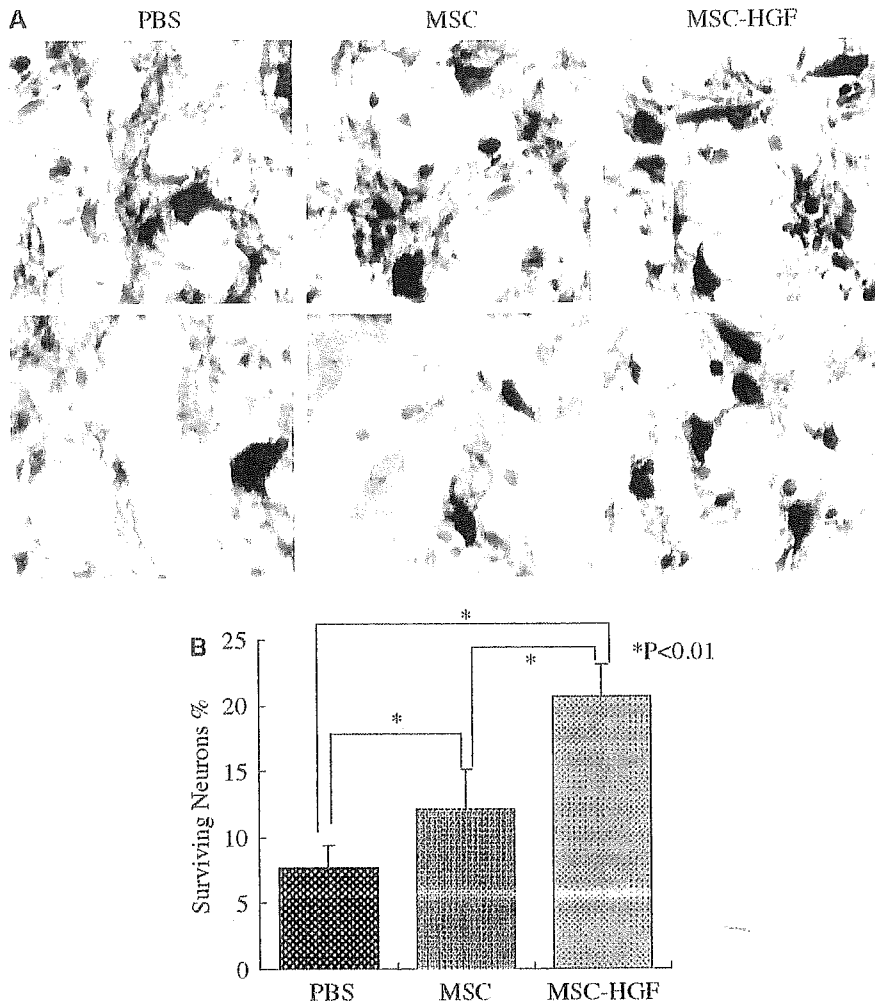 A
PBS
MSC
MSC-HGF
B
Surviving Neurons %
25
20
15
10
5
0
*
*
*
*P<0.01
PBS
MSC
MSC-HGF